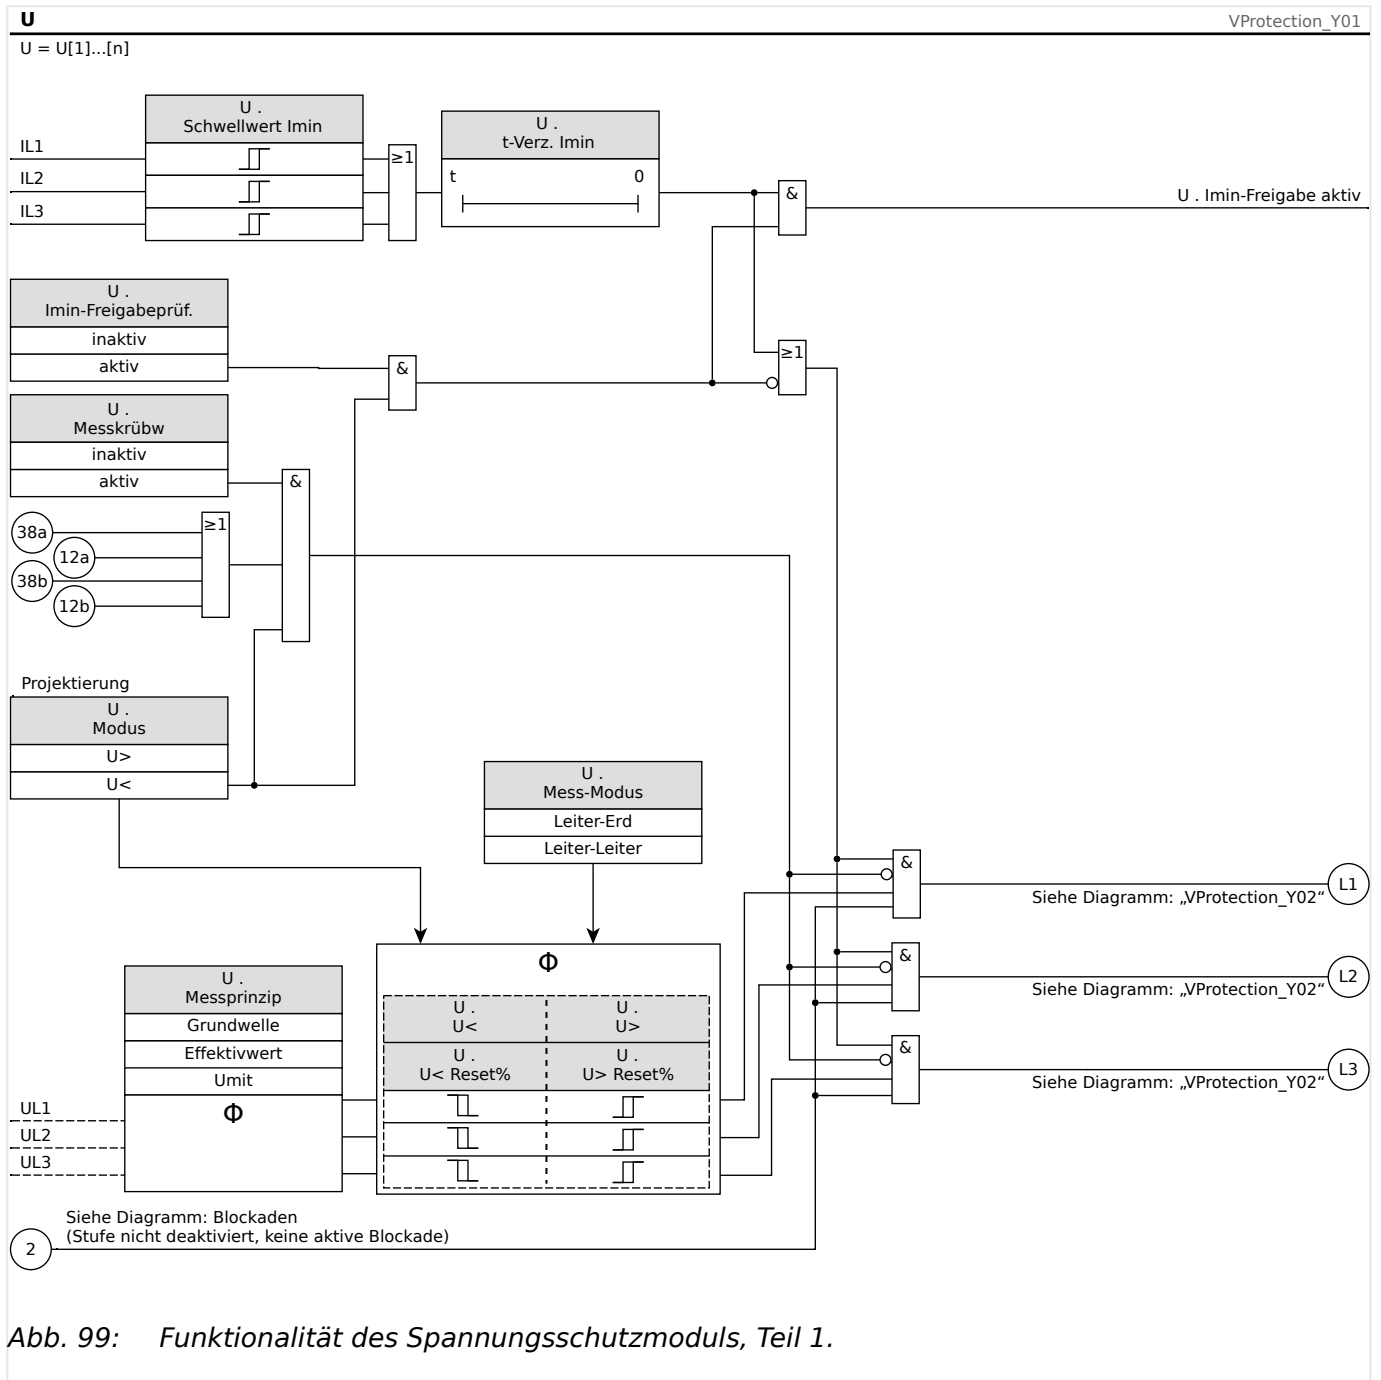 U
VProtection_Y01
U = U[1]...[n]
U .
Schwellwert Imin
IL1
IL2
IL3
≥1
U .
t-Verz. Imin
t
0
&
U . Imin-Freigabe aktiv
U .
Imin-Freigabeprüf.
inaktiv
aktiv
&
≥1
U .
Messkrübw
inaktiv
aktiv
&
≥1
38a
12a
38b
12b
Projektierung
U .
Modus
U>
U<
U .
Mess-Modus
Leiter-Erd
Leiter-Leiter
&
L1
Siehe Diagramm: „VProtection_Y02“
&
L2
Siehe Diagramm: „VProtection_Y02“
&
L3
Siehe Diagramm: „VProtection_Y02“
U .
Messprinzip
Grundwelle
Effektivwert
Umit
Φ
UL1
UL2
UL3
Φ
U .
U<
U .
U>
U .
U< Reset%
U .
U> Reset%
Siehe Diagramm: Blockaden
(Stufe nicht deaktiviert, keine aktive Blockade)
2
Abb. 99: Funktionalität des Spannungsschutzmoduls, Teil 1.